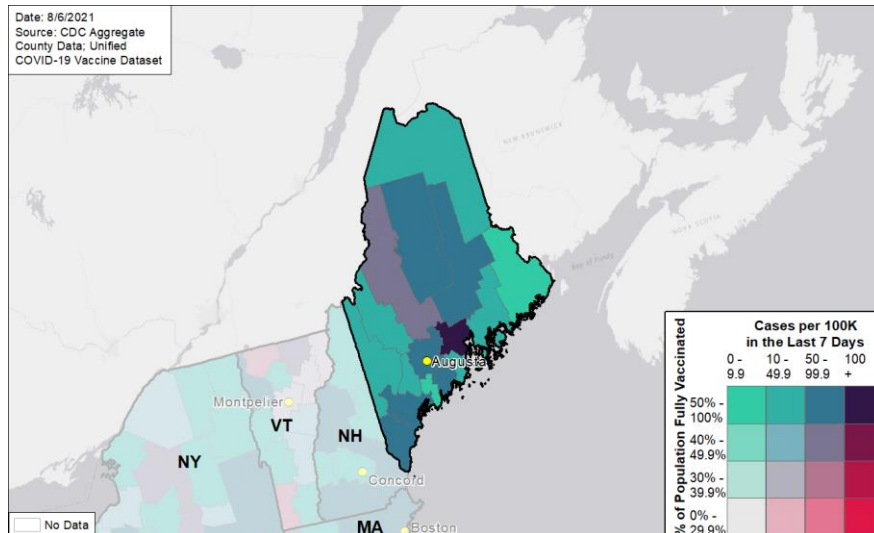 Date: 8/6/2021
Source: CDC Aggregate
County Data; Unified
COVID-19 Vaccine Dataset
NEW BRUNSWICK
NOVA SCOTIA
Bay of Fundy
Augusta
Montpelier
VT
NH
NY
Concord
MA
Boston
No Data
Cases per 100K
in the Last 7 Days
0 -
9.9
10 -
49.9
50 -
99.9
100
+
% of Population Fully Vaccinated
50% -
100%
40% -
49.9%
30% -
39.9%
0% -
29.9%